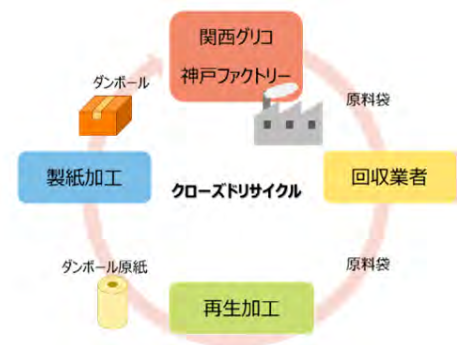 関西グリコ
神戸ファクトリー
ダンボール
原料袋
製紙加工
クローズドリサイクル
回収業者
ダンボール原紙
原料袋
再生加工